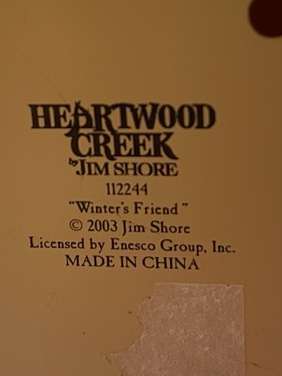 HEARTWOOD
CREEK
by JIM SHORE
112244
"Winter's Friend"
© 2003 Jim Shore
Licensed by Enesco Group, Inc.
MADE IN CHINA